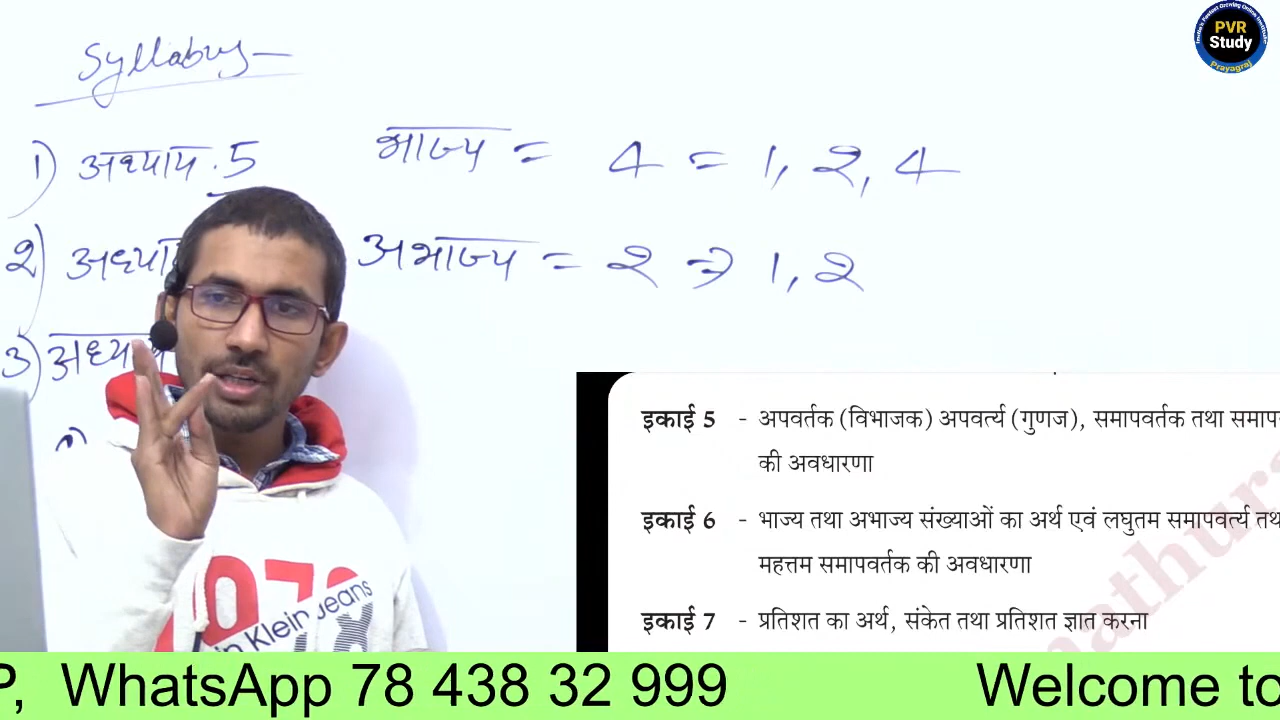 Syllabus -
1) अध्याय . 5
भाज्य = 4 = 1, 2, 4
2) अध्या
अभाज्य = 2 => 1, 2
3) अध्या
PVR
Study
Prayagraj
इकाई 5 - अपवर्तक (विभाजक) अपवर्त्य (गुणज), समापवर्तक तथा समाप
की अवधारणा
इकाई 6 - भाज्य तथा अभाज्य संख्याओं का अर्थ एवं लघुतम समापवर्त्य तथ
महत्तम समापवर्तक की अवधारणा
इकाई 7 - प्रतिशत का अर्थ, संकेत तथा प्रतिशत ज्ञात करना
mathur
in Klein Jeans
P, WhatsApp 78 438 32 999
Welcome to